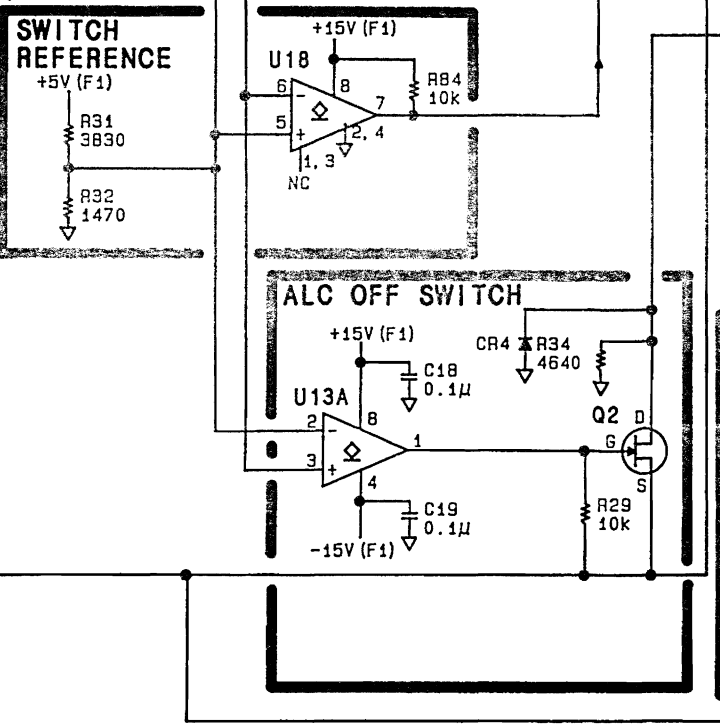 SWITCH
REFERENCE
+5V (F1)
R31
3830
R32
1470
+15V (F1)
U18
R84
10k
6
-
8
7
5
+
2, 4
1, 3
NC
ALC OFF SWITCH
+15V (F1)
CR4
R34
4640
C18
0.1μ
U13A
8
2
-
1
3
+
4
Q2
D
G
S
R29
10k
C19
0.1μ
-15V (F1)